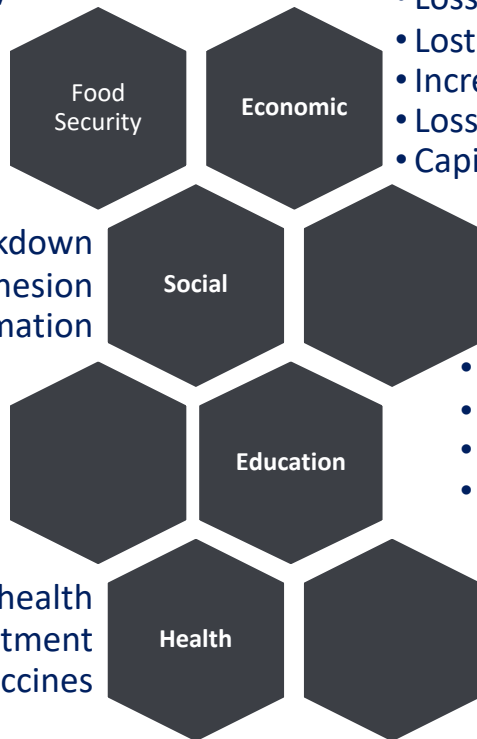 • Loss
Food
Security
Economic
• Lost
• Incre
• Loss
• Capi
kdown
hesion
mation
Social
•
•
•
•
Education
health
tment
ccines
Health